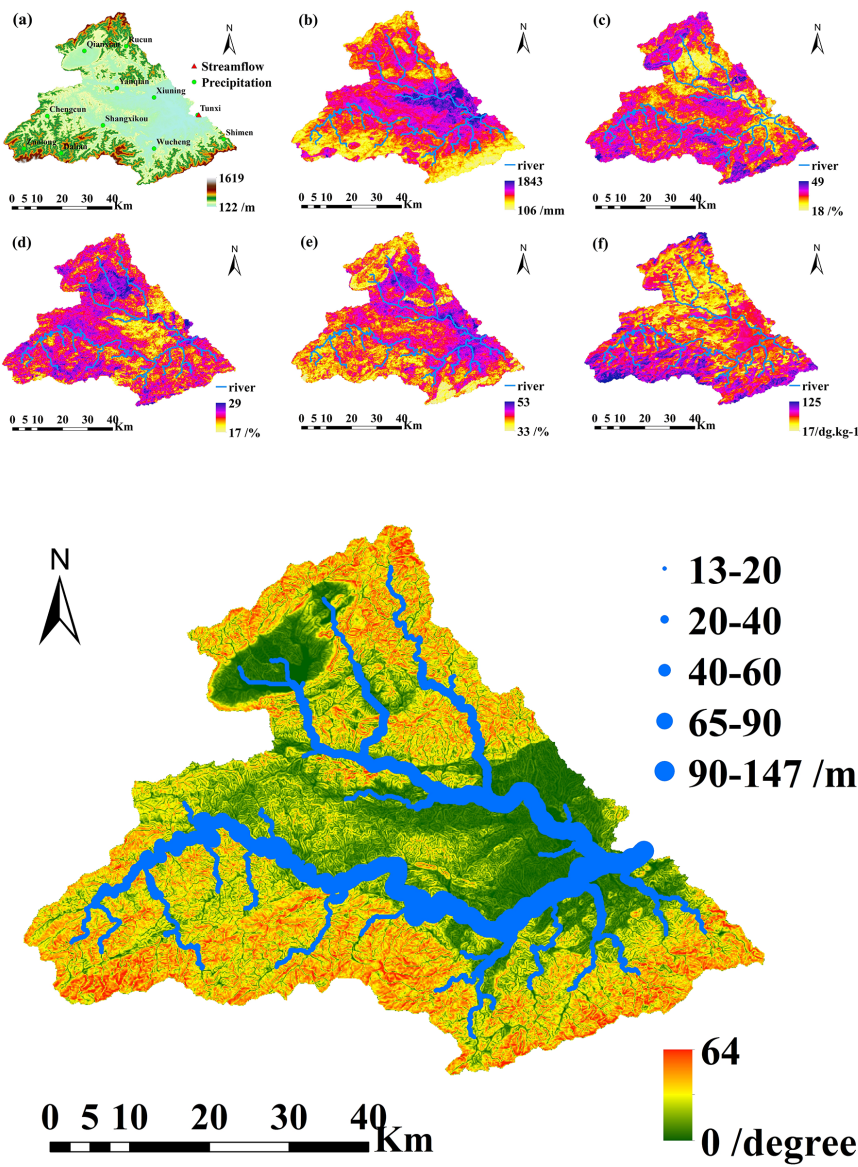 (a)
N
Qianxian
Rucun
Streamflow
Precipitation
Yanqian
Xiuning
Tunxi
Chengcun
Shangxikou
Shimen
Wucheng
Dalian
1619
122 /m
0 5 10 20 30 40 Km
(b)
N
river
1843
106 /mm
0 5 10 20 30 40 Km
(c)
N
river
49
18 /%
0 5 10 20 30 40 Km
(d)
N
river
29
17 /%
0 5 10 20 30 40 Km
(e)
N
river
53
33 /%
0 5 10 20 30 40 Km
(f)
N
river
125
17/dg.kg-1
0 5 10 20 30 40 Km
N
13-20
20-40
40-60
65-90
90-147 /m
64
0 /degree
0 5 10 20 30 40
Km